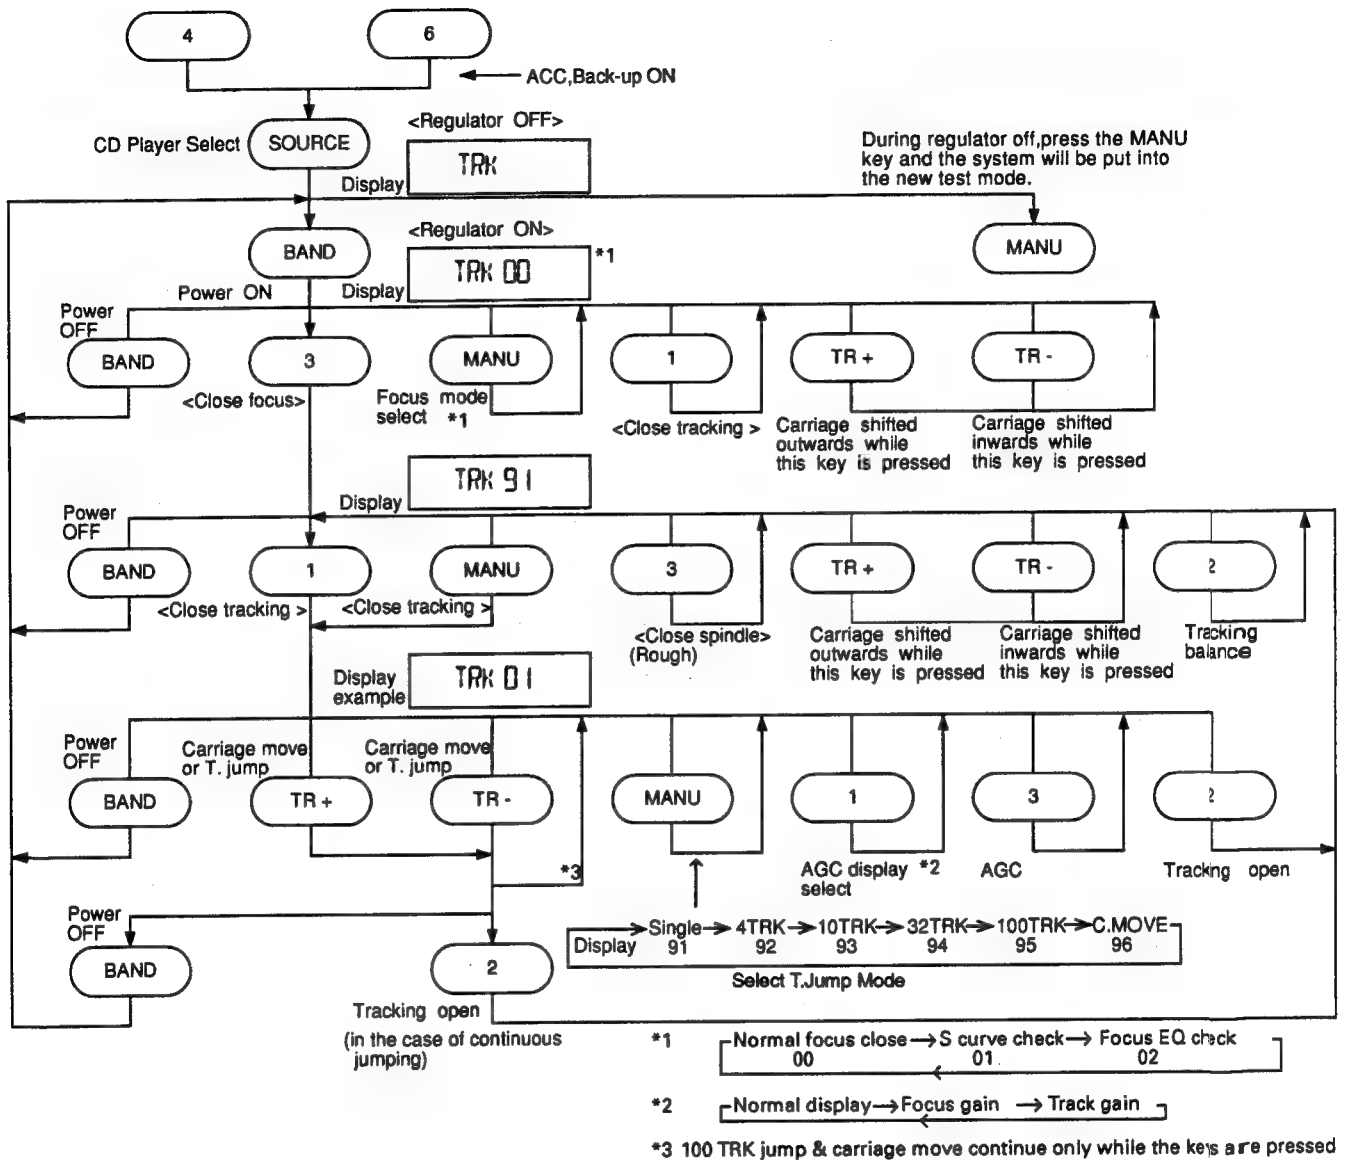 4
6
ACC,Back-up ON
CD Player Select
SOURCE
<Regulator OFF>
TRK
Display
During regulator off,press the MANU
key and the system will be put into
the new test mode.
BAND
<Regulator ON>
TRK 00
*1
MANU
Power ON
Display
Power
OFF
BAND
3
MANU
1
TR +
TR -
<Close focus>
Focus mode
select *1
<Close tracking >
Carriage shifted
outwards while
this key is pressed
Carriage shifted
inwards while
this key is pressed
TRK 91
Display
Power
OFF
BAND
1
MANU
3
TR +
TR -
2
<Close tracking >
<Close tracking >
<Close spindle>
(Rough)
Carriage shifted
outwards while
this key is pressed
Carriage shifted
inwards while
this key is pressed
Tracking
balance
Display
example
TRK 01
Power
OFF
Carriage move
or T. jump
Carriage move
or T. jump
BAND
TR +
TR -
MANU
1
3
2
*3
AGC display *2
select
AGC
Tracking open
Power
OFF
BAND
2
Tracking open
(in the case of continuous
jumping)
Single 4TRK 10TRK 32TRK 100TRK C.MOVE
Display 91 92 93 94 95 96
Select T.Jump Mode
*1 Normal focus close S curve check Focus EQ check
00 01 02
*2 Normal display Focus gain Track gain
*3 100 TRK jump & carriage move continue only while the keys are pressed